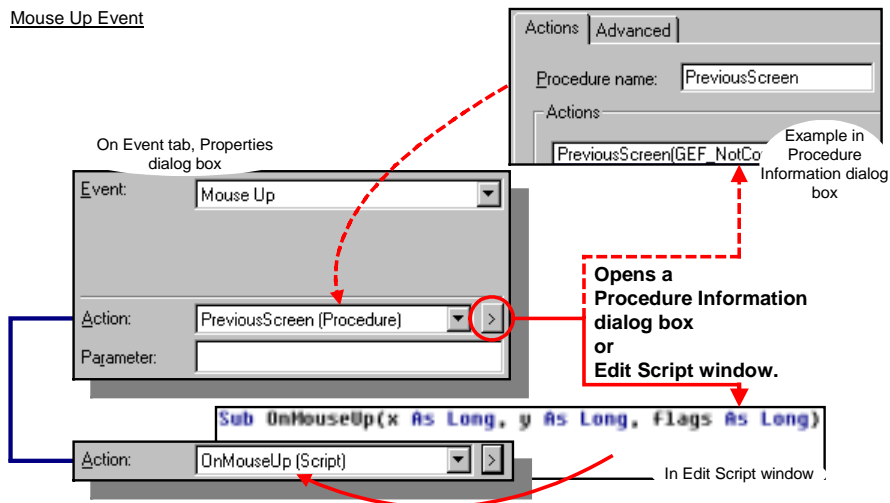 Mouse Up Event
Actions
Advanced
Procedure name: PreviousScreen
Actions
PreviousScreen(GEF_NotCo
Example in
Procedure
Information dialog
box
On Event tab, Properties
dialog box
Event: Mouse Up
Action: PreviousScreen (Procedure) >
Parameter:
Opens a
Procedure Information
dialog box
or
Edit Script window.
Sub OnMouseUp(x As Long, y As Long, flags As Long)
Action: OnMouseUp (Script) >
In Edit Script window